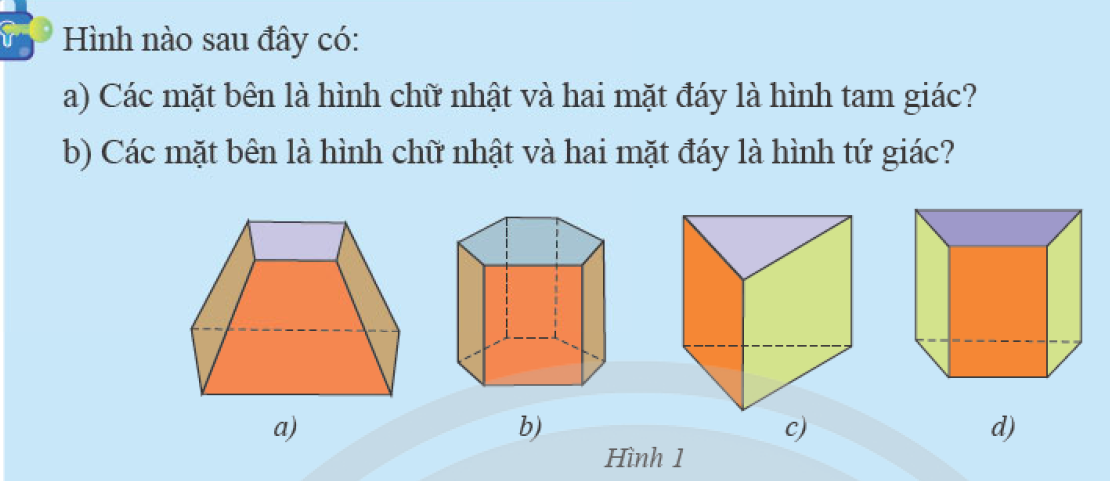 Hình nào sau đây có:
a) Các mặt bên là hình chữ nhật và hai mặt đáy là hình tam giác?
b) Các mặt bên là hình chữ nhật và hai mặt đáy là hình tứ giác?
a) b) c) d)
Hình 1